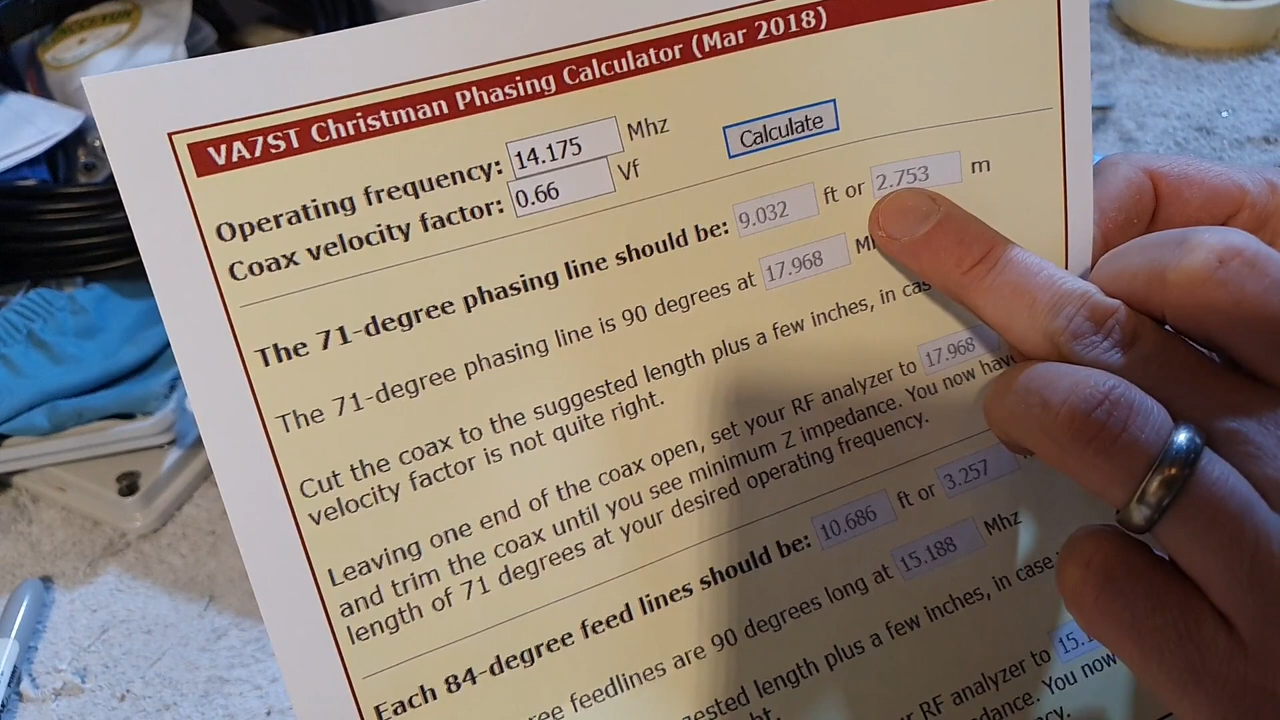 VA7ST Christman Phasing Calculator (Mar 2018)
Operating frequency: 14.175 Mhz
Calculate
Coax velocity factor: 0.66 Vf
The 71-degree phasing line should be: 9.032 ft or 2.753 m
The 71-degree phasing line is 90 degrees at 17.968
Cut the coax to the suggested length plus a few inches, in
velocity factor is not quite right.
Leaving one end of the coax open, set your RF analyzer to 17.968
and trim the coax until you see minimum Z impedance. You now have
length of 71 degrees at your desired operating frequency.
Each 84-degree feed lines should be: 10.686 ft or 3.257
feedlines are 90 degrees long at 15.188 Mhz
length plus a few inches, in case
RF analyzer to
You now